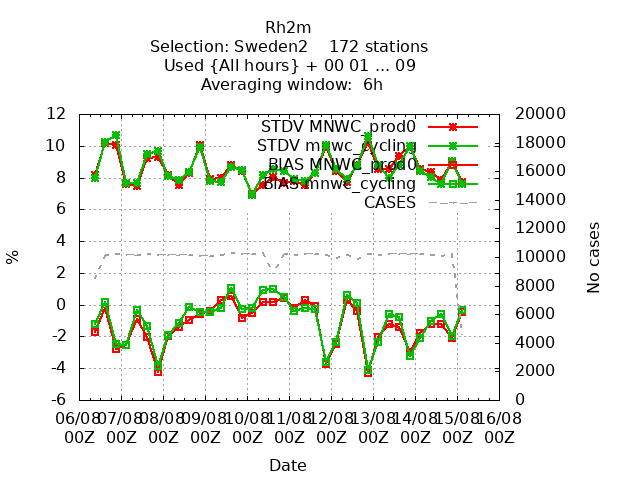 Rh2m
Selection: Sweden2    172 stations
Used {All hours} + 00 01 ... 09
Averaging window:  6h
12
10
8
6
4
2
0
-2
-4
-6
%
20000
18000
16000
14000
12000
10000
8000
6000
4000
2000
0
No cases
STDV MNWC_prod0
STDV mnwc_cycling
BIAS MNWC_prod0
BIAS mnwc_cycling
CASES
06/08 07/08 08/08 09/08 10/08 11/08 12/08 13/08 14/08 15/08 16/08
00Z 00Z 00Z 00Z 00Z 00Z 00Z 00Z 00Z 00Z 00Z
Date